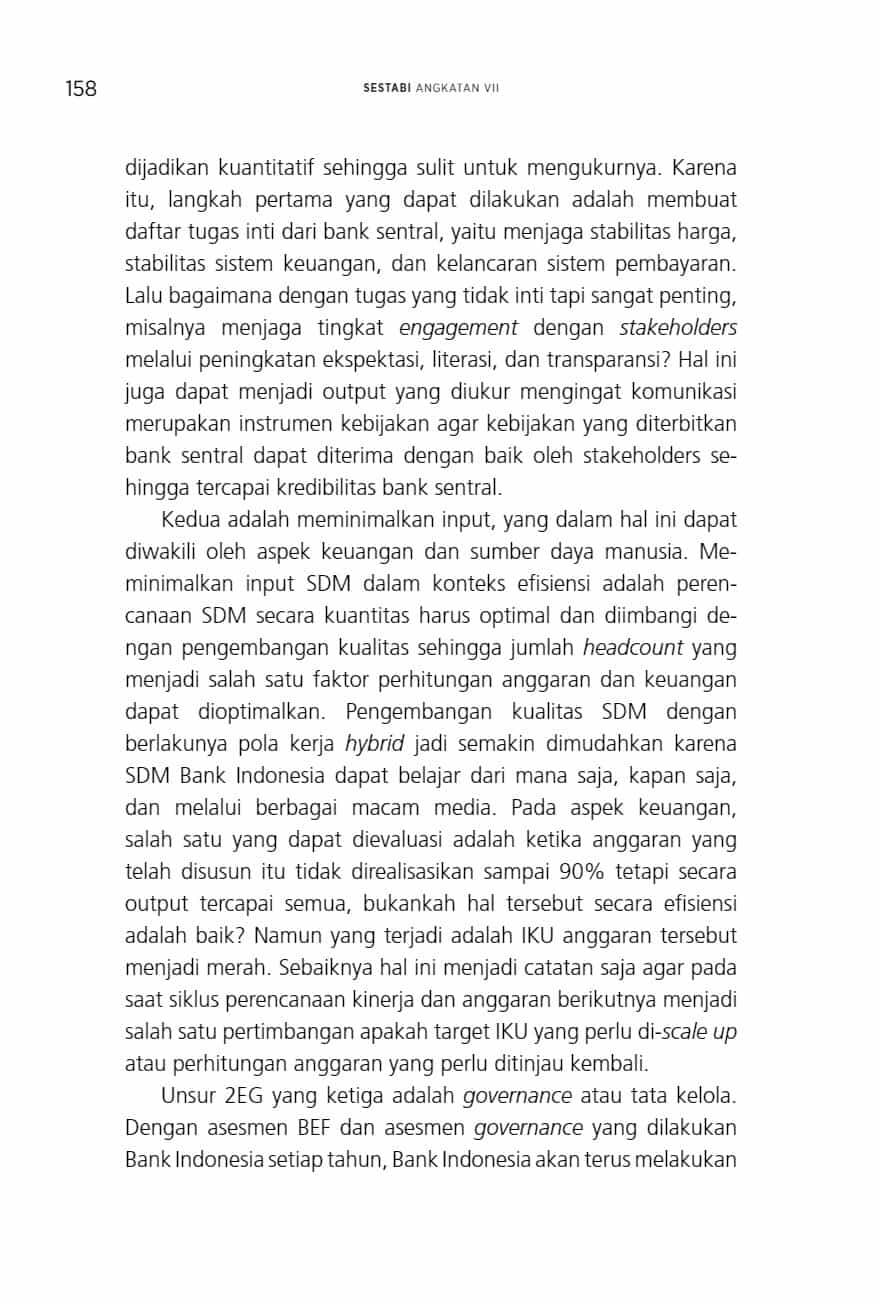 158
SESTABI ANGKATAN VII
dijadikan kuantitatif sehingga sulit untuk mengukurnya. Karena
itu, langkah pertama yang dapat dilakukan adalah membuat
daftar tugas inti dari bank sentral, yaitu menjaga stabilitas harga,
stabilitas sistem keuangan, dan kelancaran sistem pembayaran.
Lalu bagaimana dengan tugas yang tidak inti tapi sangat penting,
misalnya menjaga tingkat engagement dengan stakeholders
melalui peningkatan ekspektasi, literasi, dan transparansi? Hal ini
juga dapat menjadi output yang diukur mengingat komunikasi
merupakan instrumen kebijakan agar kebijakan yang diterbitkan
bank sentral dapat diterima dengan baik oleh stakeholders se-
hingga tercapai kredibilitas bank sentral.
Kedua adalah meminimalkan input, yang dalam hal ini dapat
diwakili oleh aspek keuangan dan sumber daya manusia. Me-
minimalkan input SDM dalam konteks efisiensi adalah peren-
canaan SDM secara kuantitas harus optimal dan diimbangi de-
ngan pengembangan kualitas sehingga jumlah headcount yang
menjadi salah satu faktor perhitungan anggaran dan keuangan
dapat dioptimalkan. Pengembangan kualitas SDM dengan
berlakunya pola kerja hybrid jadi semakin dimudahkan karena
SDM Bank Indonesia dapat belajar dari mana saja, kapan saja,
dan melalui berbagai macam media. Pada aspek keuangan,
salah satu yang dapat dievaluasi adalah ketika anggaran yang
telah disusun itu tidak direalisasikan sampai 90% tetapi secara
output tercapai semua, bukankah hal tersebut secara efisiensi
adalah baik? Namun yang terjadi adalah IKU anggaran tersebut
menjadi merah. Sebaiknya hal ini menjadi catatan saja agar pada
saat siklus perencanaan kinerja dan anggaran berikutnya menjadi
salah satu pertimbangan apakah target IKU yang perlu di-scale up
atau perhitungan anggaran yang perlu ditinjau kembali.
Unsur 2EG yang ketiga adalah governance atau tata kelola.
Dengan asesmen BEF dan asesmen governance yang dilakukan
Bank Indonesia setiap tahun, Bank Indonesia akan terus melakukan